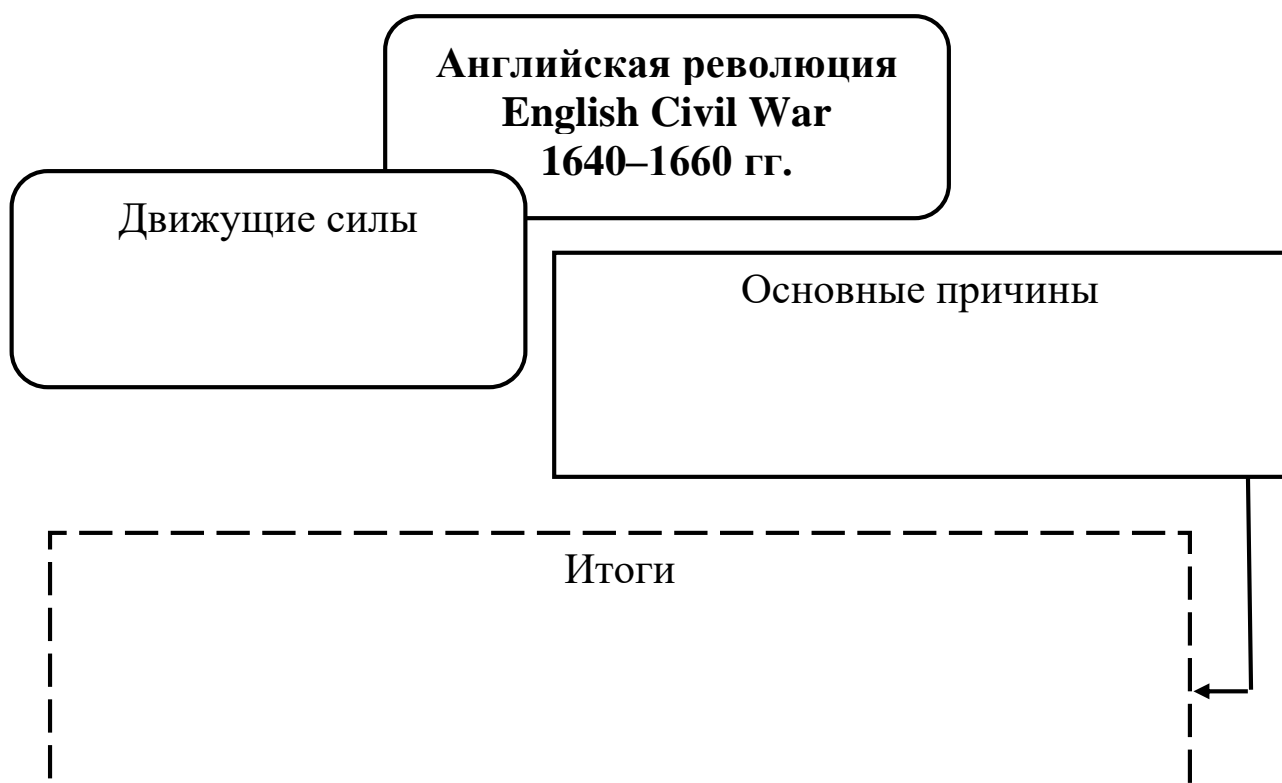 Английская революция
English Civil War
1640–1660 гг.
Движущие силы
Основные причины
Итоги